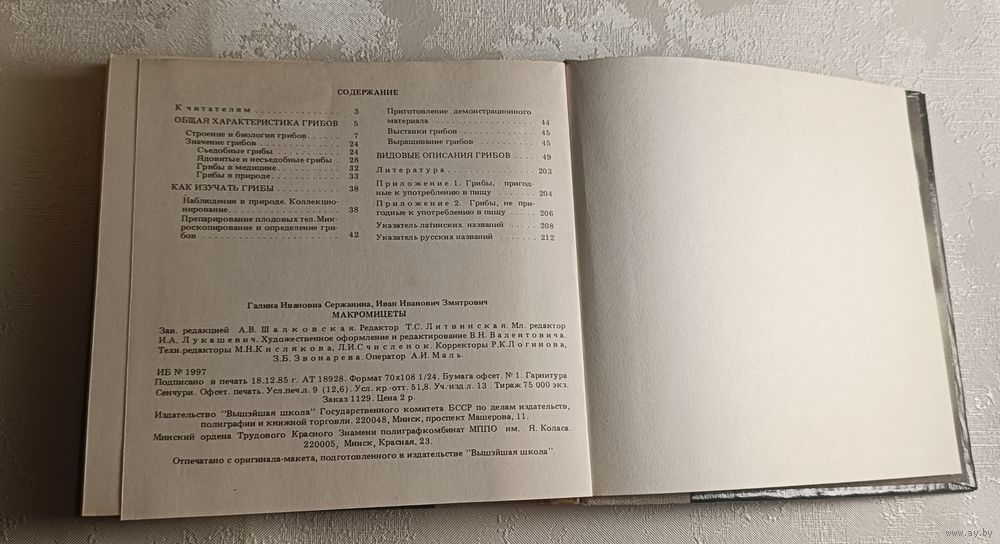 СОДЕРЖАНИЕ
К читателям . . . . . . . . . . . . 3
ОБЩАЯ ХАРАКТЕРИСТИКА ГРИБОВ 5
Строение и биология грибов. . . . . . 7
Значение грибов. . . . . . . . . . . 24
Съедобные грибы . . . . . . . . . . 24
Ядовитые и несъедобные грибы . . 28
Грибы в медицине . . . . . . . . . . 32
Грибы в природе. . . . . . . . . . . 33
КАК ИЗУЧАТЬ ГРИБЫ . . . . . . . . . 38
Наблюдения в природе. Коллекцио-
нирование. . . . . . . . . . . . . . 38
Препарирование плодовых тел. Мик-
роскопирование и определение гри-
бов . . . . . . . . . . . . . . . . 42
Приготовление демонстрационного
материала . . . . . . . . . . . . . 44
Выставки грибов . . . . . . . . . . 45
Выращивание грибов . . . . . . . . 45
ВИДОВЫЕ ОПИСАНИЯ ГРИБОВ . . . . 49
Литература . . . . . . . . . . . . 203
Приложение 1. Грибы, пригод-
ные к употреблению в пищу . . . . . . 204
Приложение 2. Грибы, не при-
годные к употреблению в пищу . . . . . 206
Указатель латинских названий . . . . . 208
Указатель русских названий . . . . . . 212
Галина Ивановна Сержанина, Иван Иванович Змитрович
МАКРОМИЦЕТЫ
Зав. редакцией А.В. Шалковская. Редактор Т.С. Литвинская. Мл. редактор
И.А. Лукашевич. Художественное оформление и редактирование В.Н. Валентовича.
Техн.редакторы М.Н.Кислякова, Л.И.Счисленок. Корректоры Р.К.Логинова,
З.Б. Звонарева. Оператор А.И. Маль.
ИБ № 1997
Подписано в печать 18.12.85 г. АТ 18928. Формат 70х108 1/24. Бумага офсет. № 1. Гарнитура
Сенчури. Офсет. печать. Усл.печ.л. 9 (12,6). Усл. кр.-отт. 51,8. Уч.-изд.л. 13 . Тираж 75 000 экз.
Заказ 1129. Цена 2 р.
Издательство "Вышэйшая школа" Государственного комитета БССР по делам издательств,
полиграфии и книжной торговли. 220048, Минск, проспект Машерова, 11.
Минский ордена Трудового Красного Знамени полиграфкомбинат МППО им. Я. Коласа.
220005, Минск, Красная, 23.
Отпечатано с оригинала-макета, подготовленного в издательстве "Вышэйшая школа".
www.ay.by